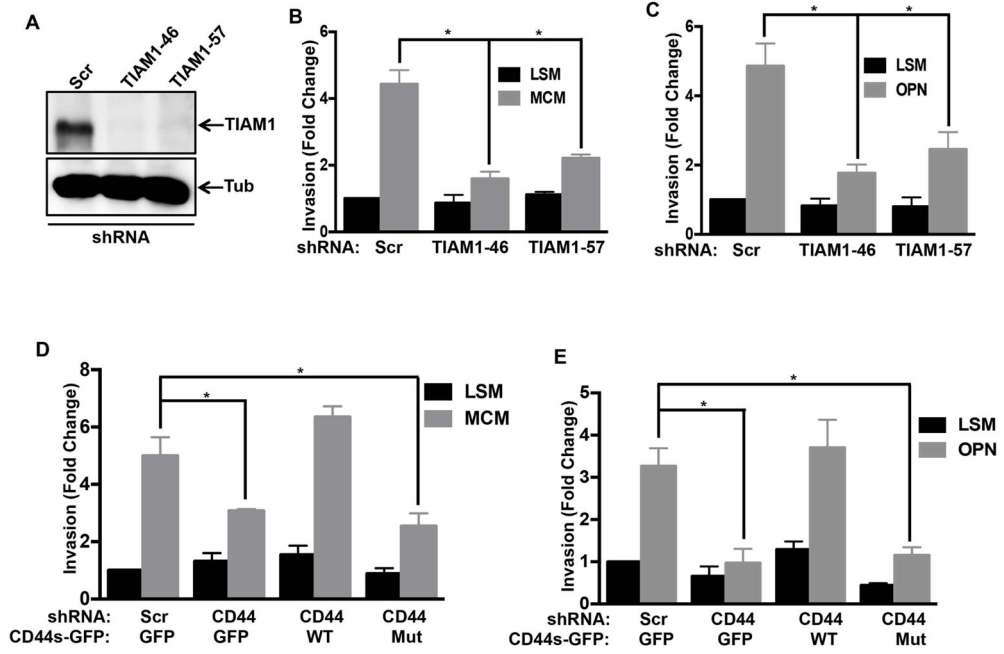 A
Scr
TIAM1-46
TIAM1-57
TIAM1
Tub
shRNA
B
Invasion (Fold Change)
6
4
2
0
* *
LSM
MCM
shRNA: Scr TIAM1-46 TIAM1-57
C
Invasion (Fold Change)
6
4
2
0
* *
LSM
OPN
shRNA: Scr TIAM1-46 TIAM1-57
D
Invasion (Fold Change)
8
6
4
2
0
*
*
LSM
MCM
shRNA: Scr CD44 CD44 CD44
CD44s-GFP: GFP GFP WT Mut
E
Invasion (Fold Change)
5
4
3
2
1
0
*
*
LSM
OPN
shRNA: Scr CD44 CD44 CD44
CD44s-GFP: GFP GFP WT Mut